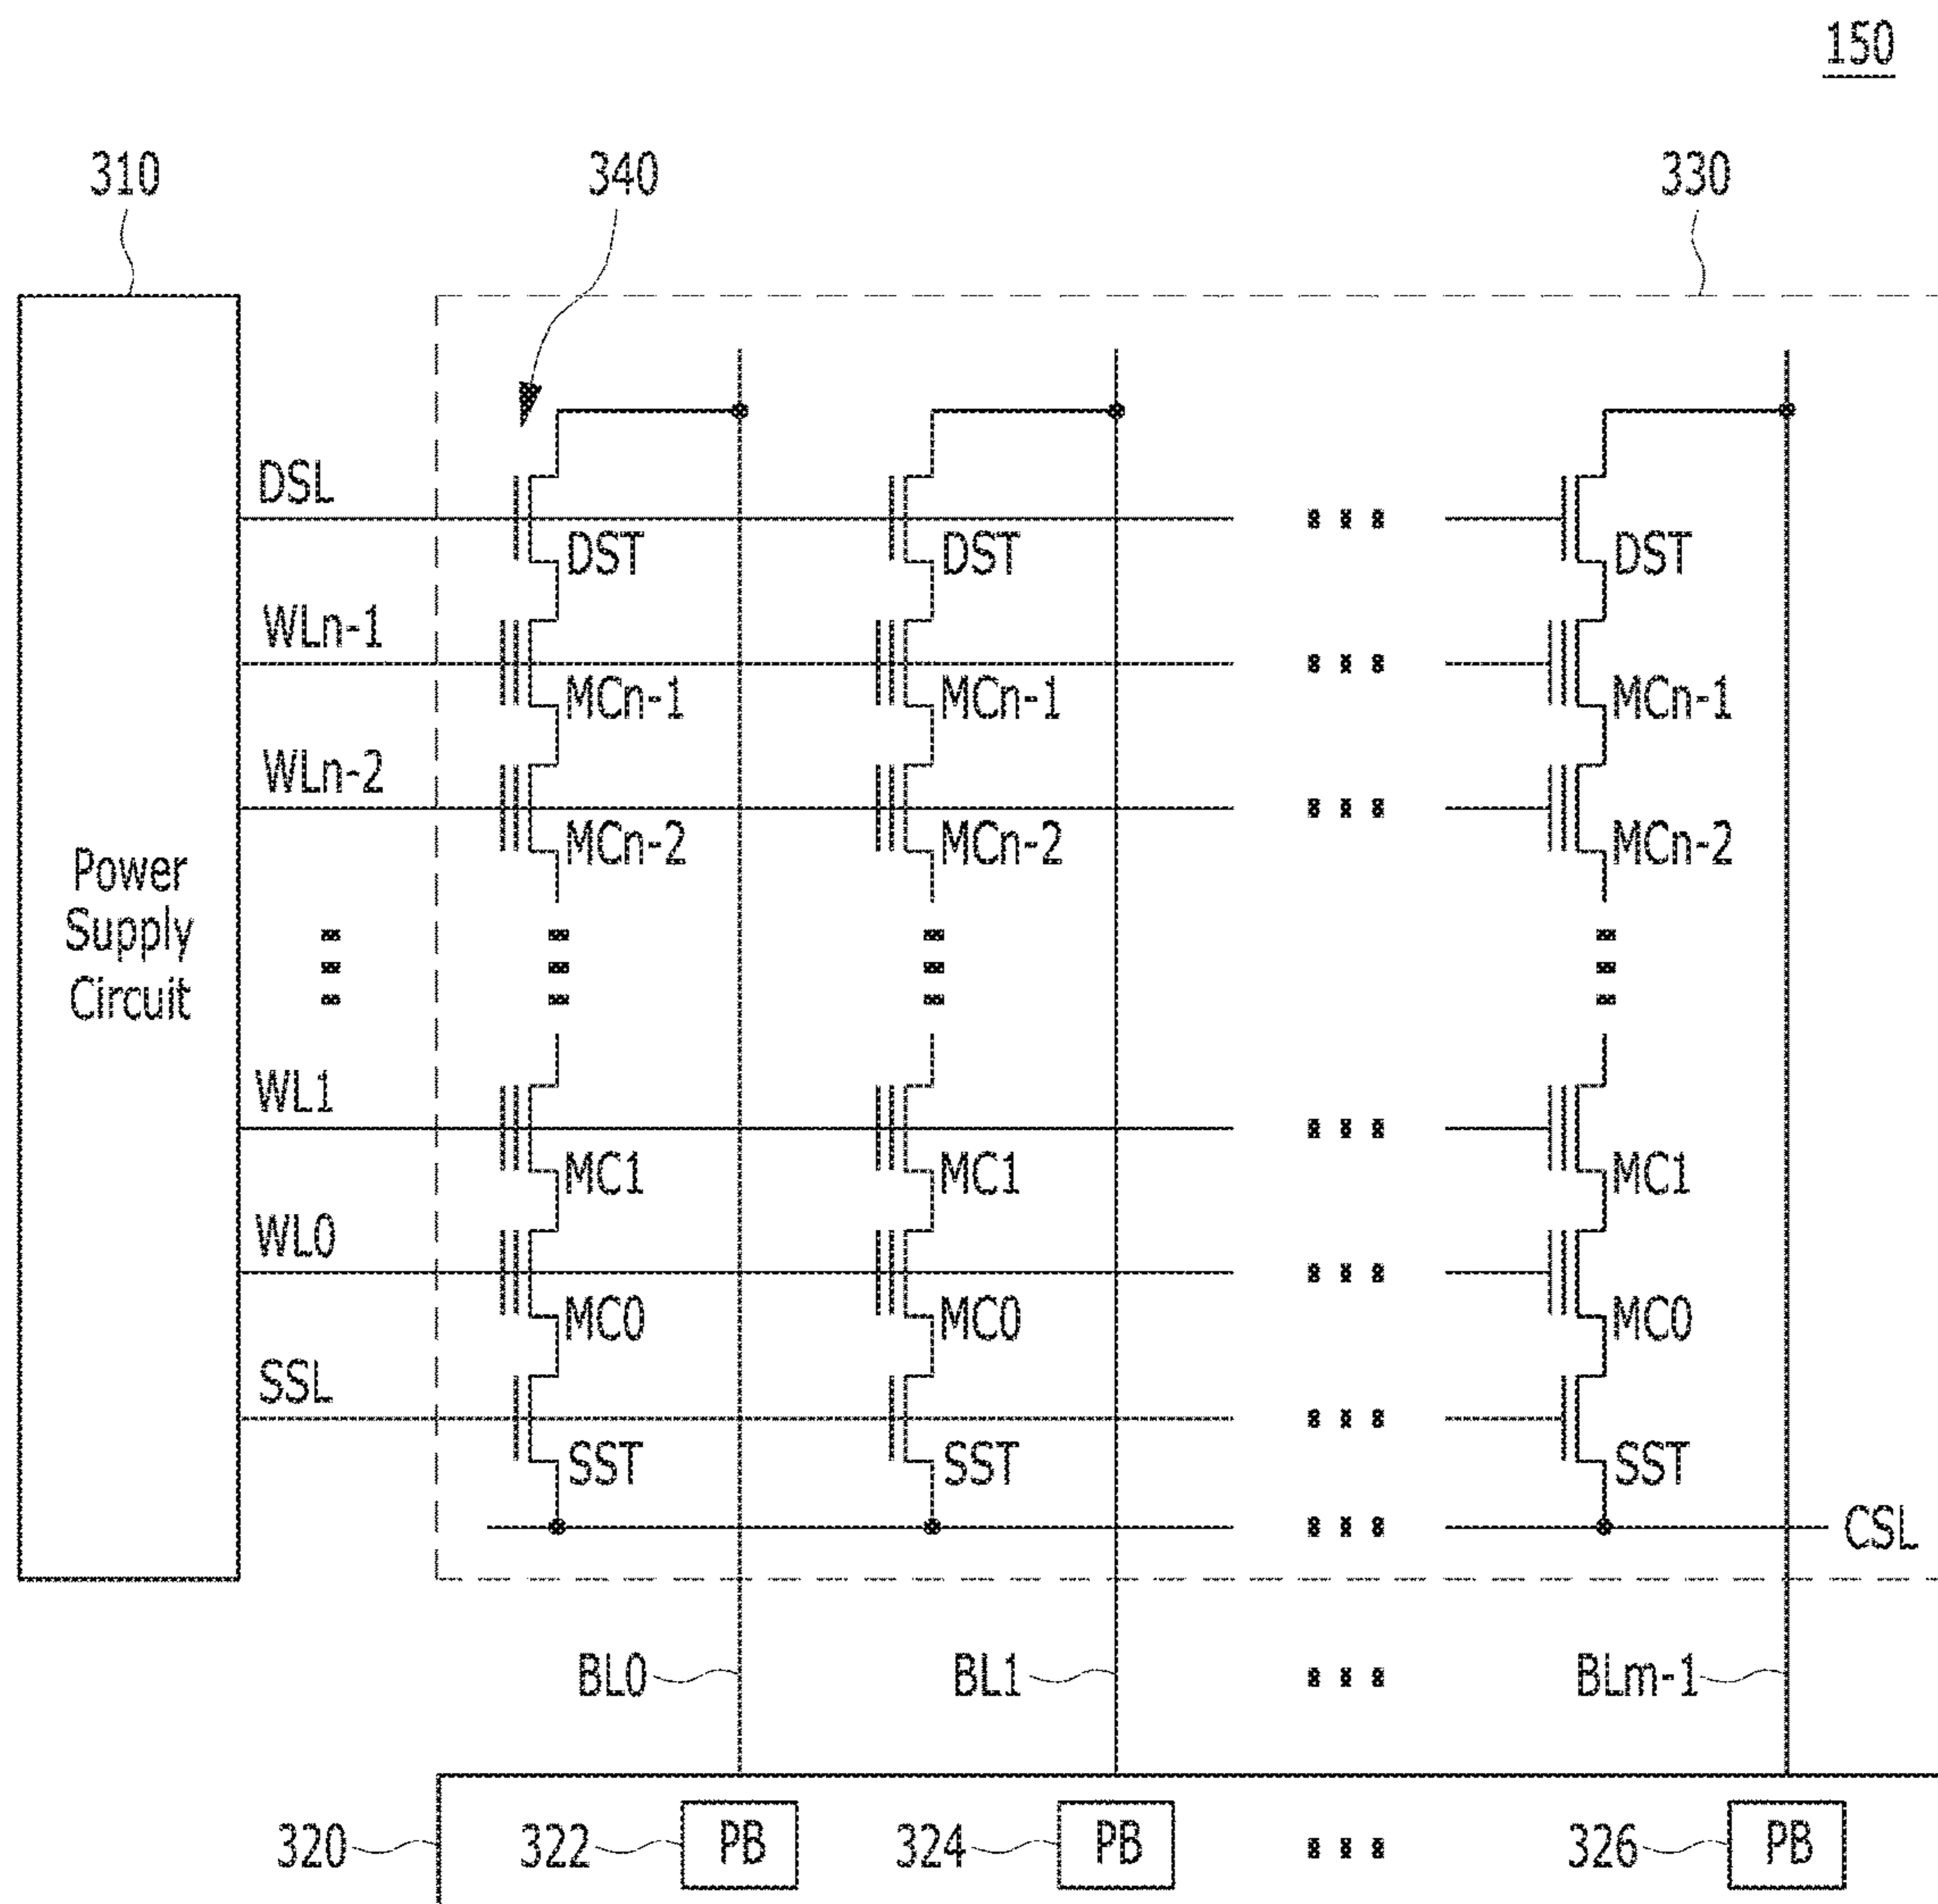 150
310 340 330
DSL
DST DST DST
WLn-1
MCn-1 MCn-1 MCn-1
WLn-2
MCn-2 MCn-2 MCn-2
Power
Supply
Circuit
WL1
MC1 MC1 MC1
WL0
MC0 MC0 MC0
SSL
SST SST SST
CSL
BL0 BL1 BLm-1
320 322 PB 324 PB 326 PB